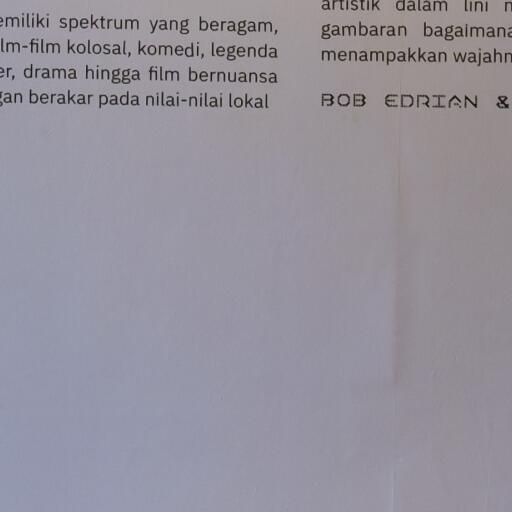 emiliki spektrum yang beragam,
lm-film kolosal, komedi, legenda
er, drama hingga film bernuansa
gan berakar pada nilai-nilai lokal
artistik dalam lini
gambaran bagaimana
menampakkan wajahn
BOB EDRIAN &